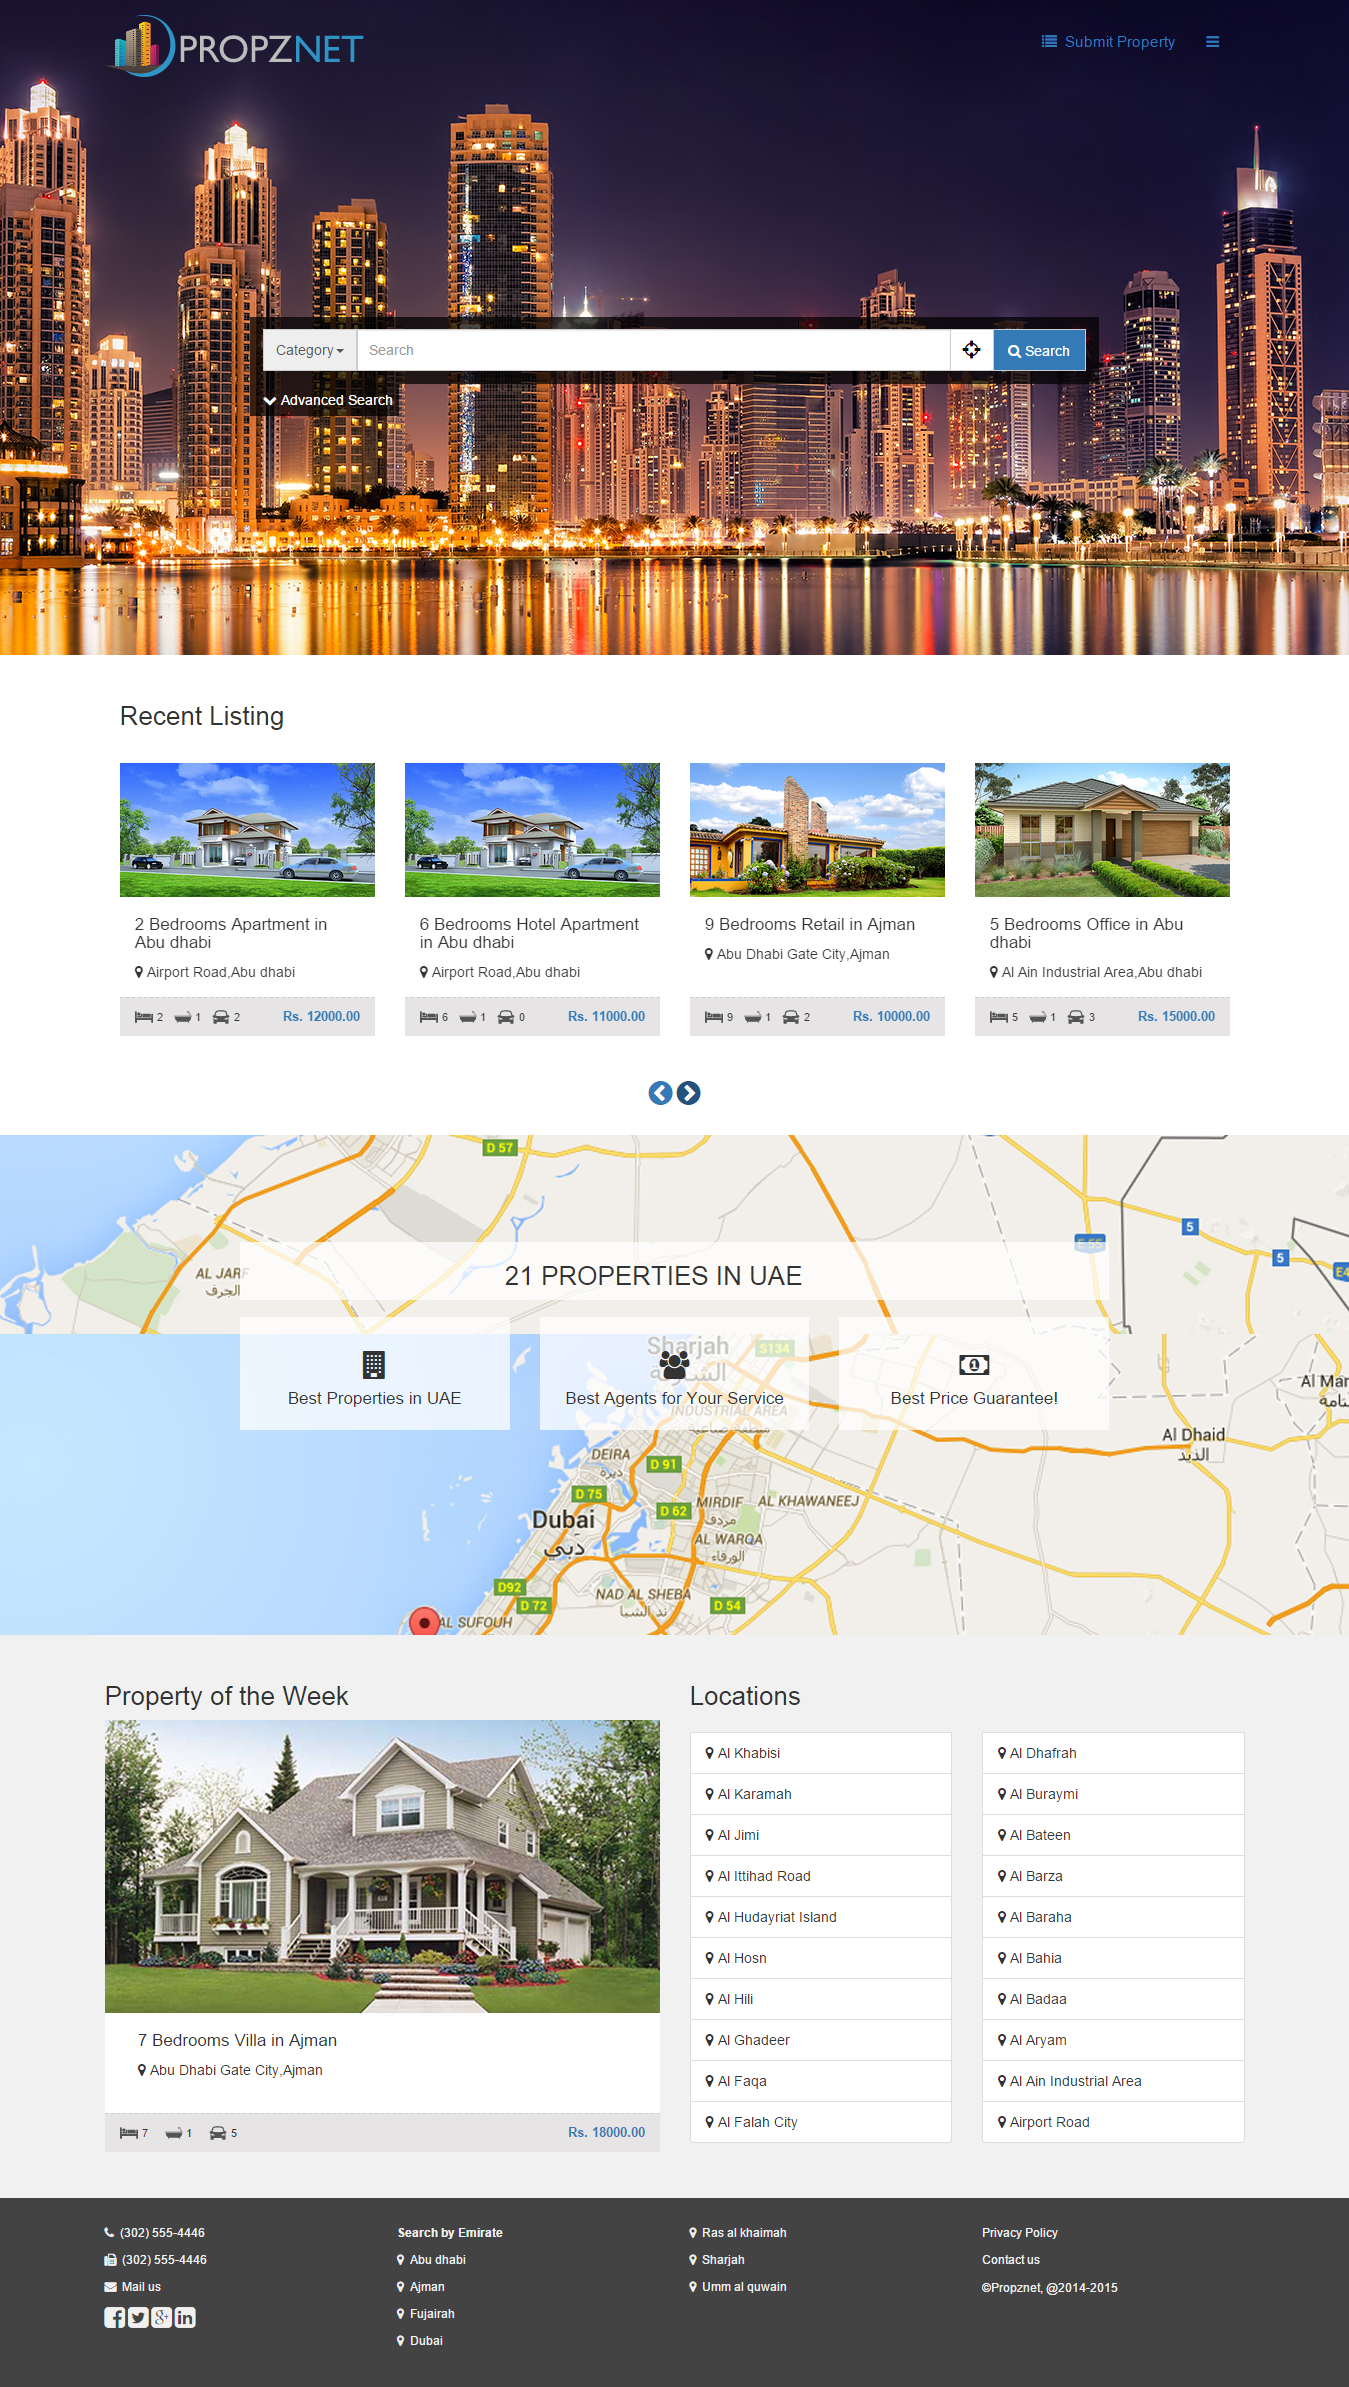 PROPZNET
Submit Property
Category
Search
Search
Advanced Search
Recent Listing
2 Bedrooms Apartment in
Abu dhabi
Airport Road,Abu dhabi
2 1 2 Rs. 12000.00
6 Bedrooms Hotel Apartment
in Abu dhabi
Airport Road,Abu dhabi
6 1 0 Rs. 11000.00
9 Bedrooms Retail in Ajman
Abu Dhabi Gate City,Ajman
9 1 2 Rs. 10000.00
5 Bedrooms Office in Abu
dhabi
Al Ain Industrial Area,Abu dhabi
5 1 3 Rs. 15000.00
D 57
5
E 55
5
E4
AL JARF
الجرف
21 PROPERTIES IN UAE
Sharjah
الشارقة
S134
Best Properties in UAE
Best Agents for Your Service
Best Price Guarantee!
INDUSTRIAL AREA
منطقة صناعية
Al Mar
Al Dhaid
الذيد
DEIRA
ديرة
D 91
D 75
D 62
MIRDIF
مردف
AL KHAWANEEJ
Dubai
دبي
AL WARQA
الورقاء
D92
D 72
NAD AL SHEBA
ند الشبا
D 54
AL SUFOUH
Property of the Week
7 Bedrooms Villa in Ajman
Abu Dhabi Gate City,Ajman
7 1 5 Rs. 18000.00
Locations
Al Khabisi
Al Karamah
Al Jimi
Al Ittihad Road
Al Hudayriat Island
Al Hosn
Al Hili
Al Ghadeer
Al Faqa
Al Falah City
Al Dhafrah
Al Buraymi
Al Bateen
Al Barza
Al Baraha
Al Bahia
Al Badaa
Al Aryam
Al Ain Industrial Area
Airport Road
(302) 555-4446
(302) 555-4446
Mail us
Search by Emirate
Abu dhabi
Ajman
Fujairah
Dubai
Ras al khaimah
Sharjah
Umm al quwain
Privacy Policy
Contact us
©Propznet, @2014-2015